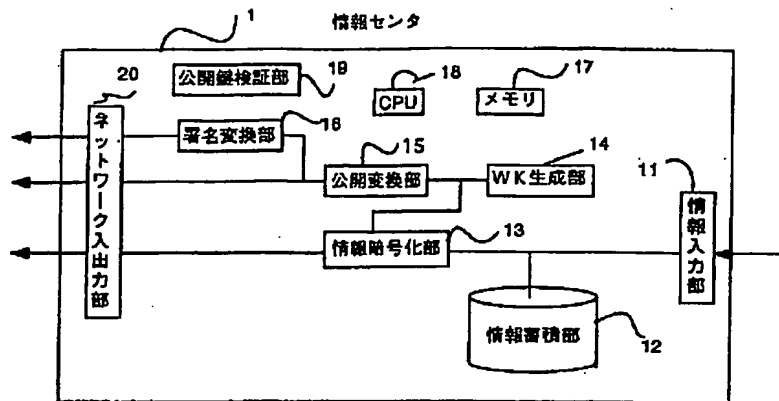 1
情報センタ
20
公開鍵検証部
19
CPU
18
メモリ
17
ネットワーク入出力部
署名変換部
16
15
公開変換部
14
WK生成部
11
情報入力部
情報暗号化部
13
情報蓄積部
12